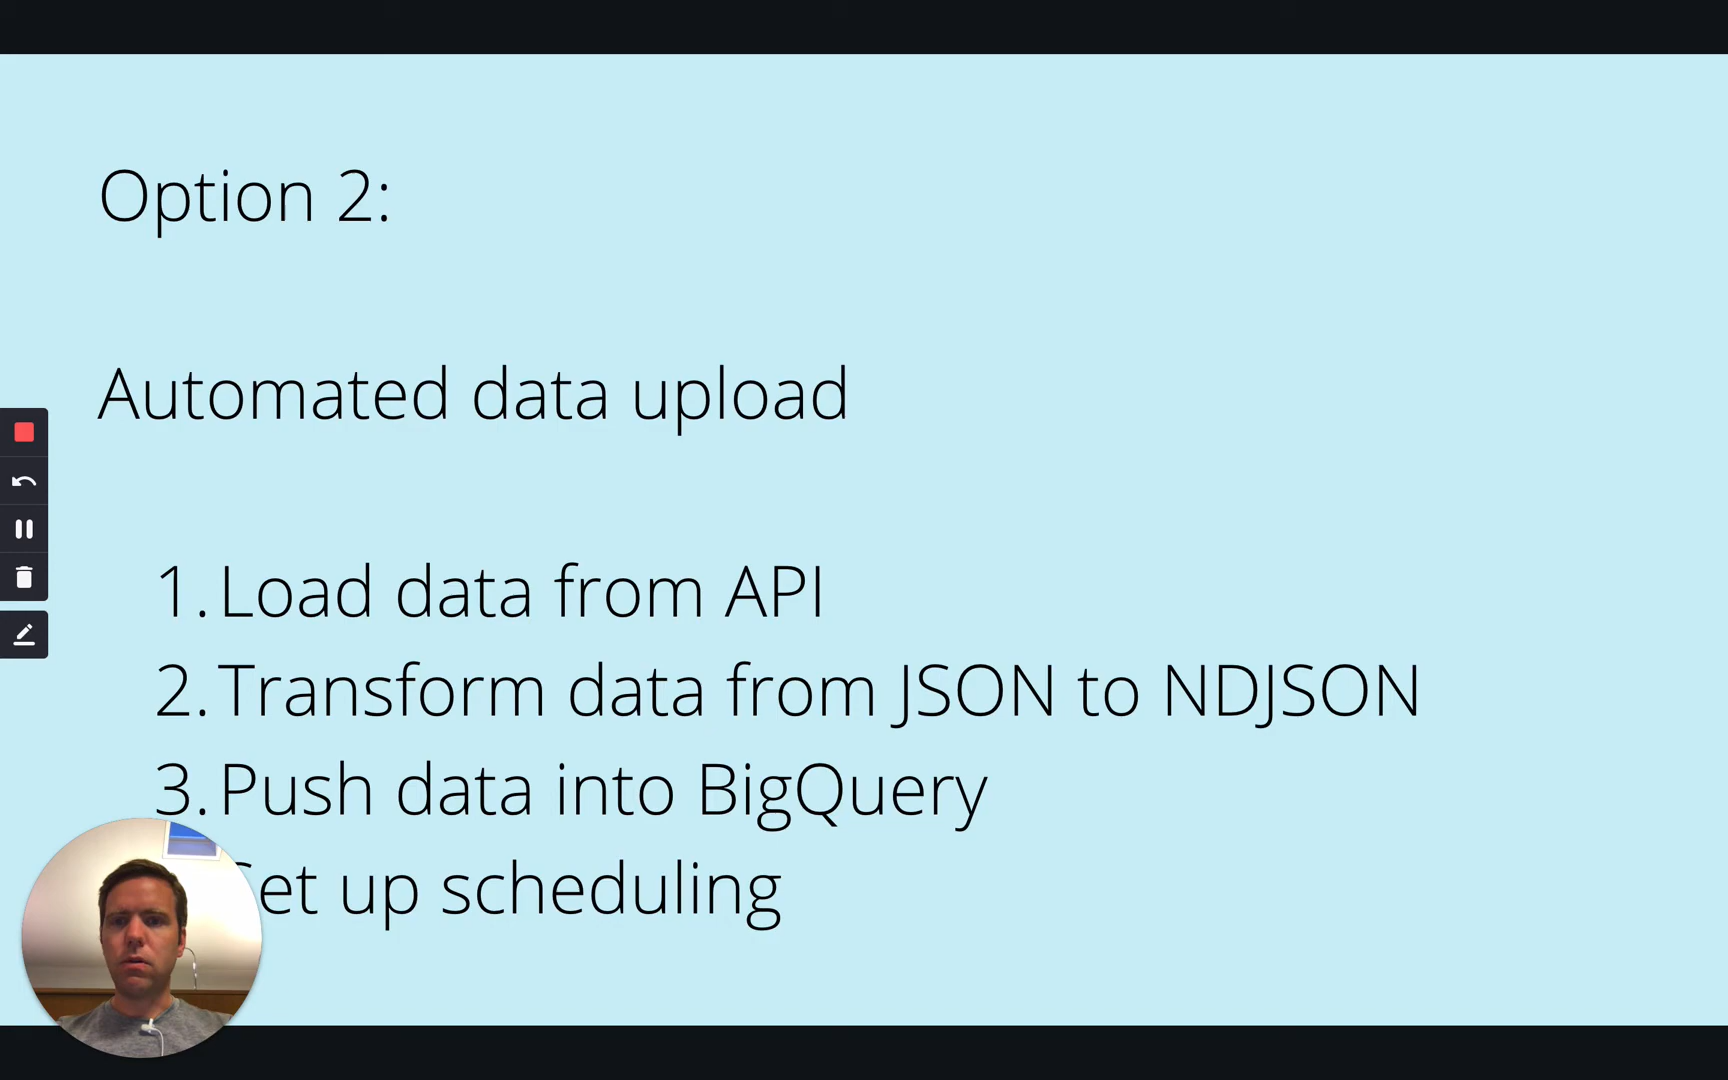 Option 2:
Automated data upload
1. Load data from API
2. Transform data from JSON to NDJSON
3. Push data into BigQuery
Set up scheduling